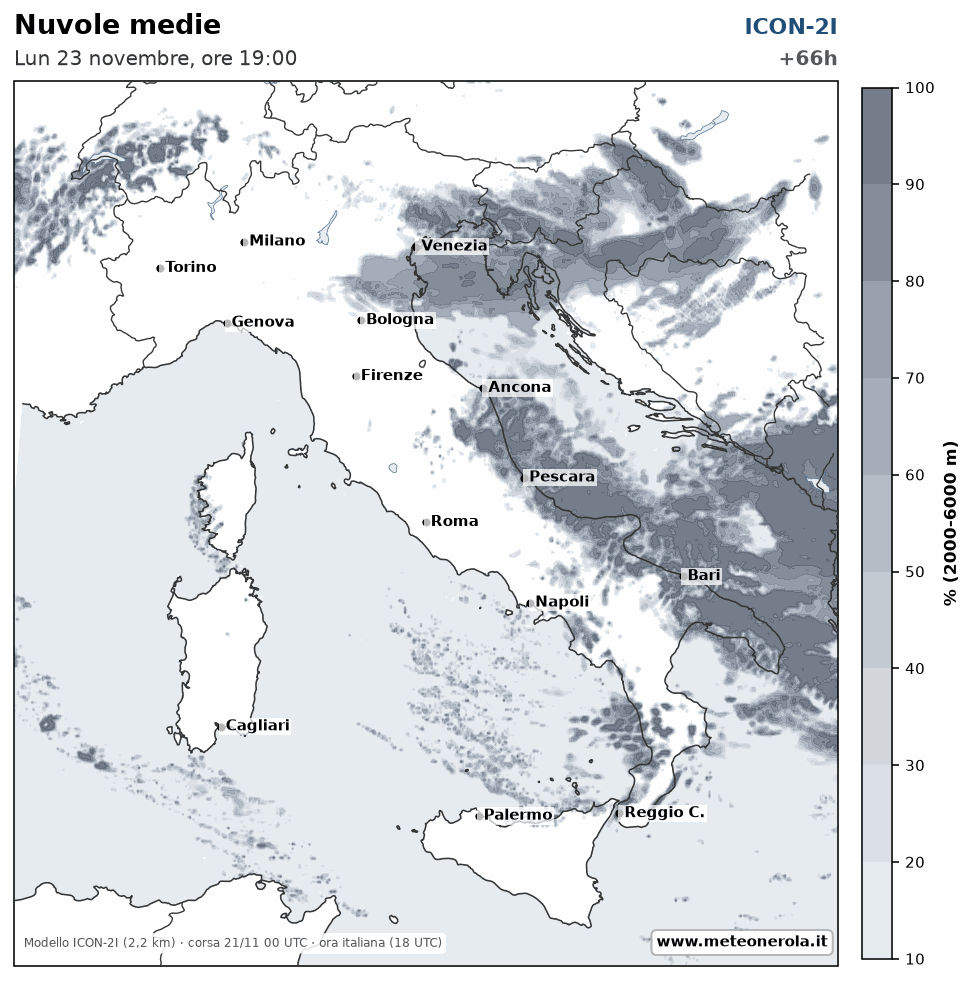 Nuvole medie
ICON-2I
Lun 23 novembre, ore 19:00
+66h
100
90
80
70
60
50
40
30
20
10
% (2000-6000 m)
Milano
Venezia
Torino
Genova
Bologna
Firenze
Ancona
Pescara
Roma
Bari
Napoli
Cagliari
Palermo
Reggio C.
Modello ICON-2I (2,2 km) · corsa 21/11 00 UTC · ora italiana (18 UTC)
www.meteonerola.it